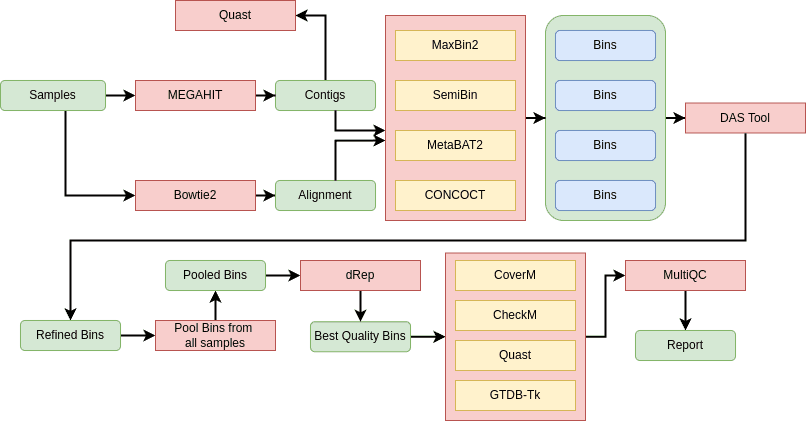 Quast
Samples
MEGAHIT
Contigs
Bowtie2
Alignment
MaxBin2
SemiBin
MetaBAT2
CONCOCT
Bins
Bins
Bins
Bins
DAS Tool
Refined Bins
Pool Bins from
all samples
Pooled Bins
dRep
Best Quality Bins
CoverM
CheckM
Quast
GTDB-Tk
MultiQC
Report